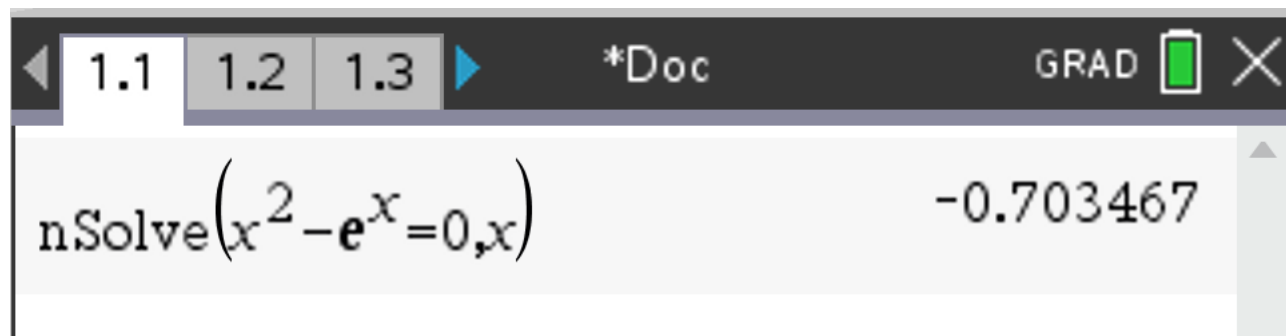 1.1 1.2 1.3 *Doc GRAD
nSolve(x²-eˣ=0,x) -0.703467